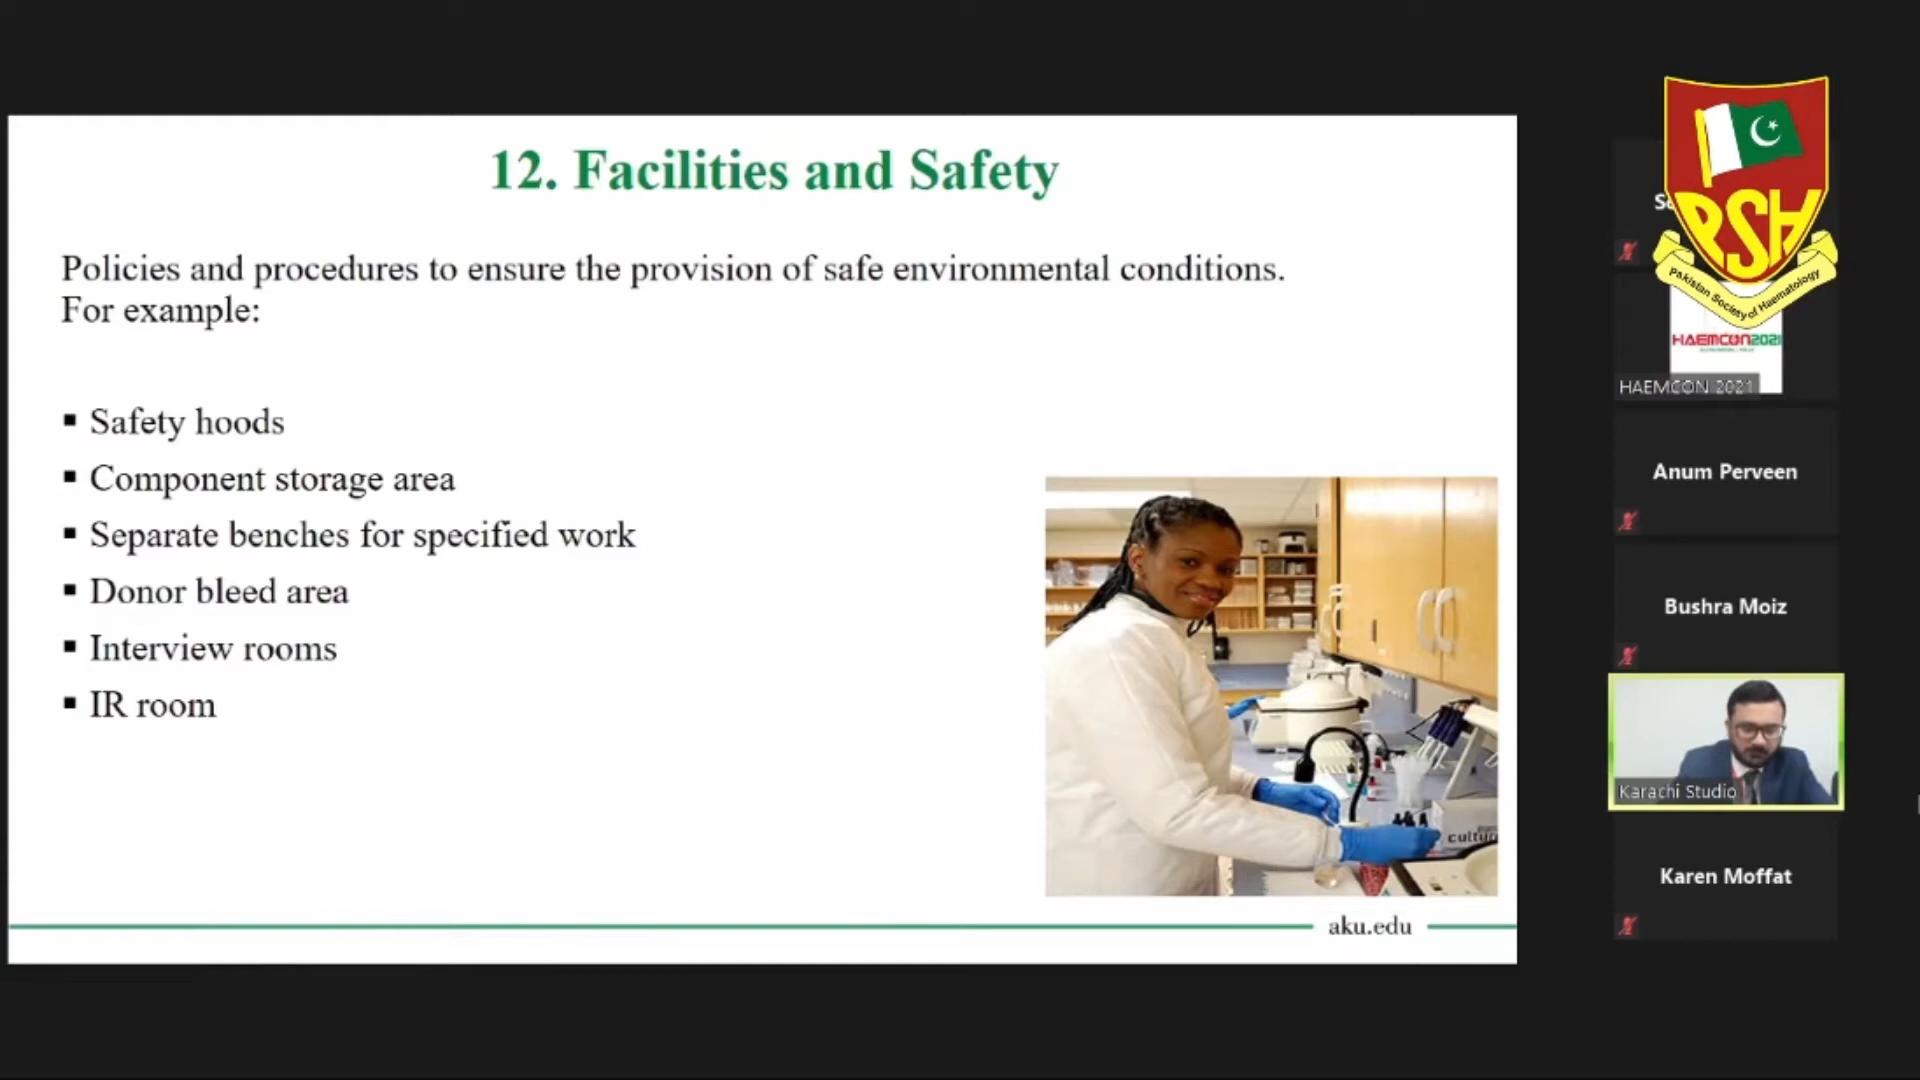 12. Facilities and Safety
Policies and procedures to ensure the provision of safe environmental conditions.
For example:
▪ Safety hoods
▪ Component storage area
▪ Separate benches for specified work
▪ Donor bleed area
▪ Interview rooms
▪ IR room
aku.edu
PSH
Pakistan Society of Haematology
HAEMCON2021
HAEMCON 2021
Anum Perveen
Bushra Moiz
Karachi Studio
Karen Moffat